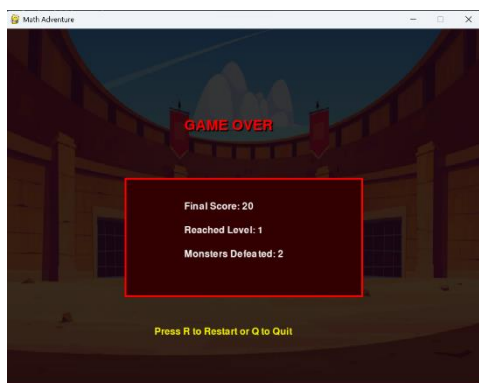 Math Adventure
GAME OVER
Final Score: 20
Reached Level: 1
Monsters Defeated: 2
Press R to Restart or Q to Quit